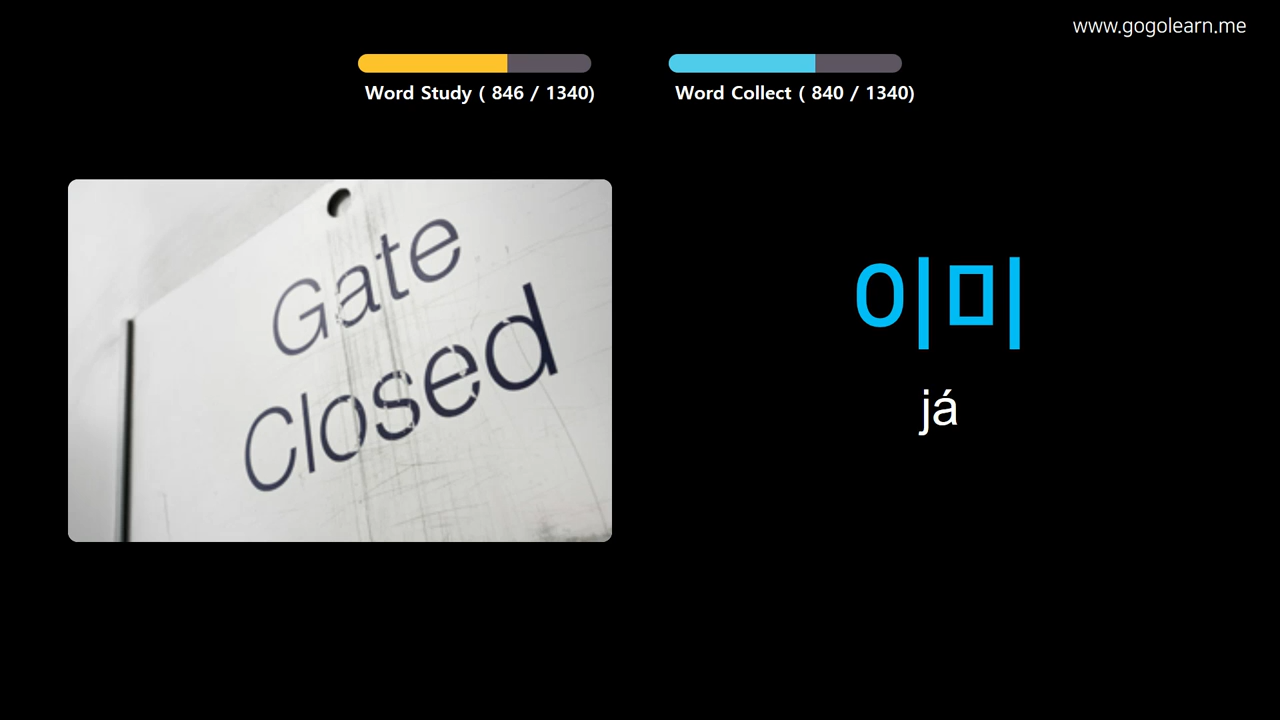 www.gogolearn.me
Word Study ( 846 / 1340)
Word Collect ( 840 / 1340)
Gate
Closed
이미
já